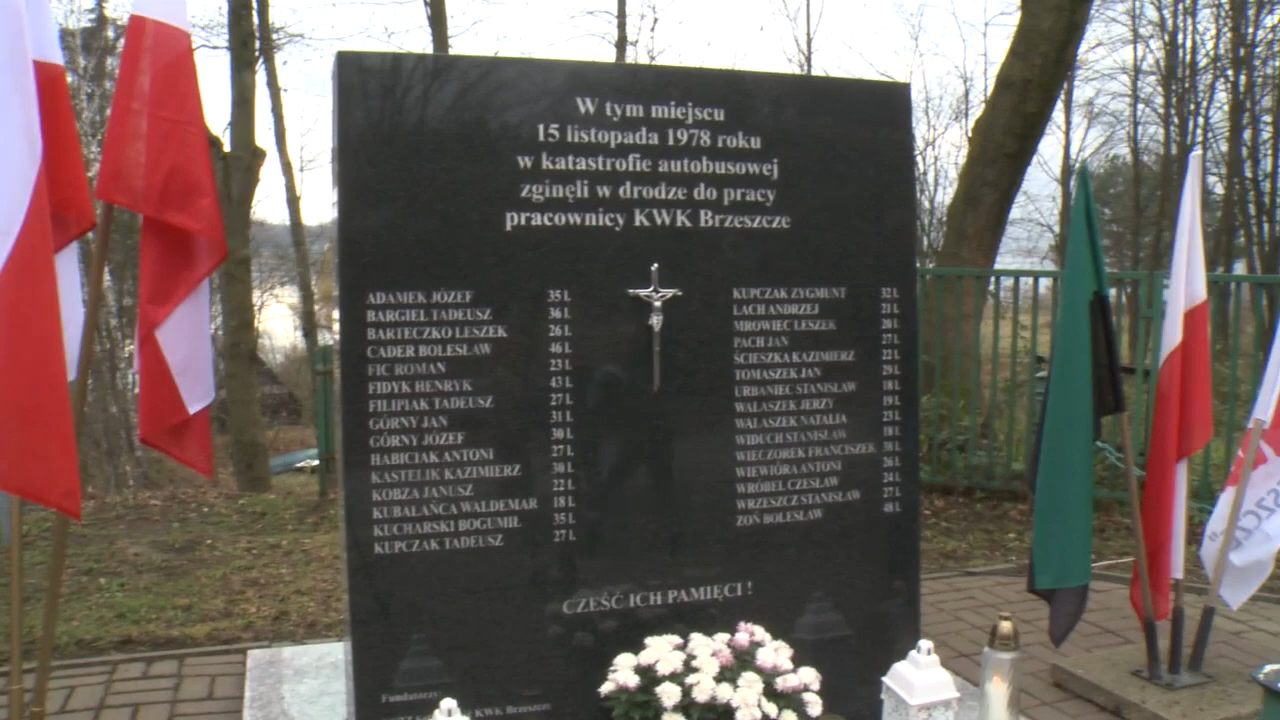 W tym miejscu
15 listopada 1978 roku
w katastrofie autobusowej
zginęli w drodze do pracy
pracownicy KWK Brzeszcze
ADAMEK JÓZEF 35 l.
BARGIEL TADEUSZ 36 l.
BARTECZKO LESZEK 26 l.
CADER BOLESŁAW 46 l.
FIC ROMAN 23 l.
FIDYK HENRYK 43 l.
FILIPIAK TADEUSZ 27 l.
GÓRNY JAN 31 l.
GÓRNY JÓZEF 30 l.
HABICIAK ANTONI 27 l.
KASTELIK KAZIMIERZ 30 l.
KOBZA JANUSZ 22 l.
KUBALAŃCA WALDEMAR 18 l.
KUCHARSKI BOGUMIŁ 35 l.
KUPCZAK TADEUSZ 27 l.
KUPCZAK ZYGMUNT 32 l.
LACH ANDRZEJ 21 l.
MROWIEC LESZEK 20 l.
PACH JAN 27 l.
ŚCIESZKA KAZIMIERZ 22 l.
TOMASZEK JAN 29 l.
URBANIEC STANISŁAW 18 l.
WALASZEK JERZY 19 l.
WALASZEK NATALIA 23 l.
WIDUCH STANISŁAW 18 l.
WIECZOREK FRANCISZEK 38 l.
WIEWIÓRA ANTONI 26 l.
WRÓBEL CZESŁAW 24 l.
WRZESZCZ STANISŁAW 27 l.
ZOŃ BOLESŁAW 48 l.
CZEŚĆ ICH PAMIĘCI !
Fundatorzy:
KWK Brzeszcze